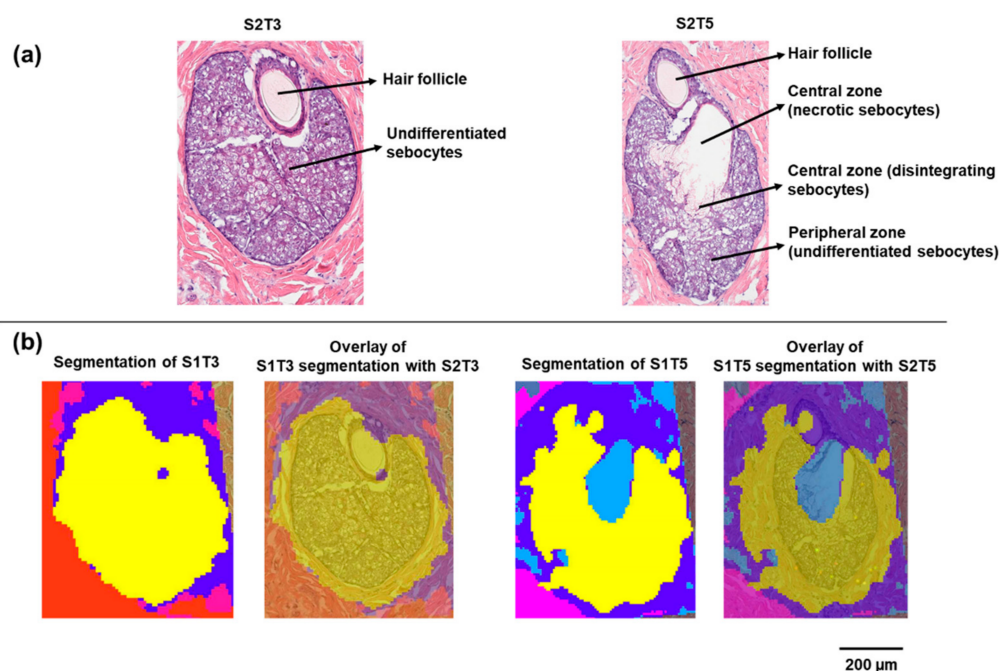 (a)
S2T3
Hair follicle
Undifferentiated
sebocytes
S2T5
Hair follicle
Central zone
(necrotic sebocytes)
Central zone (disintegrating
sebocytes)
Peripheral zone
(undifferentiated sebocytes)
(b)
Segmentation of S1T3
Overlay of
S1T3 segmentation with S2T3
Segmentation of S1T5
Overlay of
S1T5 segmentation with S2T5
200 µm